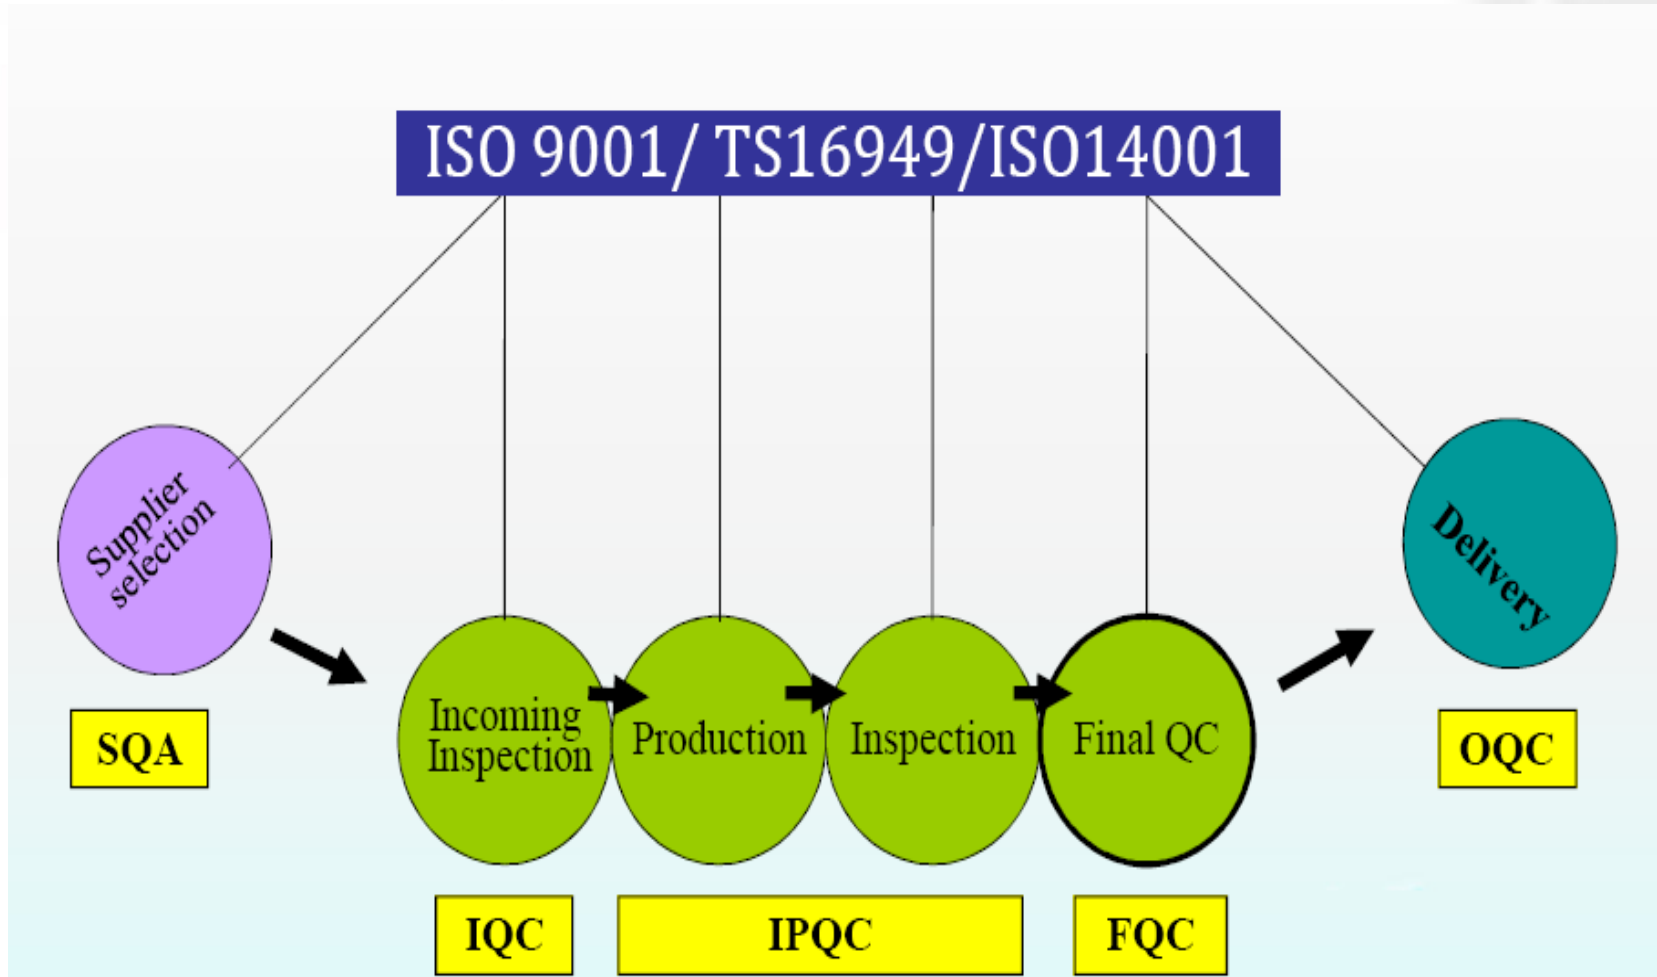 ISO 9001/ TS16949/ISO14001
Supplier
selection
Delivery
Incoming
Inspection
Production
Inspection
Final QC
SQA
OQC
IQC
IPQC
FQC